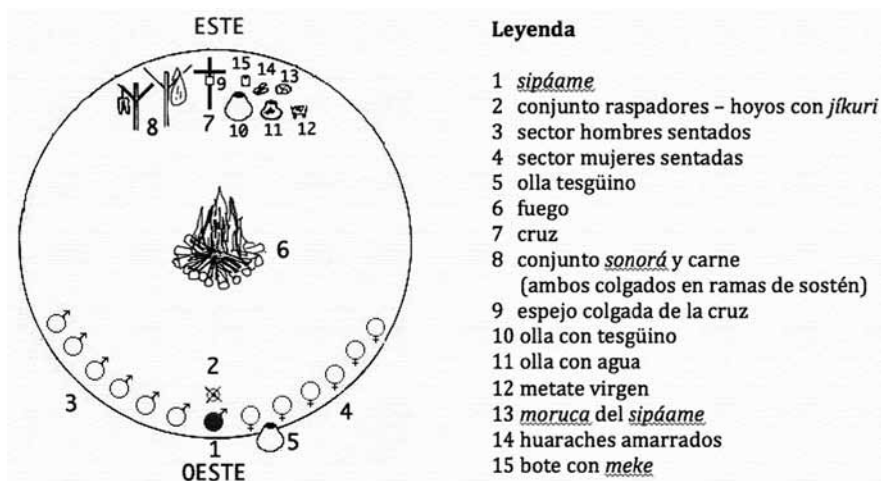 ESTE
15
14
13
9
8
7
10
11
12
6
2
3
4
5
1
OESTE
Leyenda
1 sipáame
2 conjunto raspadores – hoyos con jíkuri
3 sector hombres sentados
4 sector mujeres sentadas
5 olla tesgüino
6 fuego
7 cruz
8 conjunto sonorá y carne
(ambos colgados en ramas de sostén)
9 espejo colgada de la cruz
10 olla con tesgüino
11 olla con agua
12 metate virgen
13 moruca del sipáame
14 huaraches amarrados
15 bote con meke